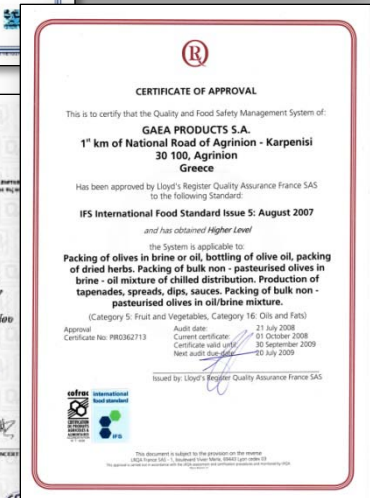 CERTIFICATE OF APPROVAL
This is to certify that the Quality and Food Safety Management System of:
GAEA PRODUCTS S.A.
1st km of National Road of Agrinion - Karpenisi
30 100, Agrinion
Greece
Has been approved by Lloyd's Register Quality Assurance France SAS
to the following Standard:
IFS International Food Standard Issue 5: August 2007
and has obtained Higher Level
the System is applicable to:
Packing of olives in brine or oil, bottling of olive oil, packing
of dried herbs. Packing of bulk non - pasteurised olives in
brine - oil mixture of chilled distribution. Production of
tapenades, spreads, dips, sauces. Packing of bulk non -
pasteurised olives in oil/brine mixture.
(Category 5: Fruit and Vegetables, Category 16: Oils and Fats)
Approval
Certificate No: PIR0362713
Audit date: 21 July 2008
Current certificate: 01 October 2008
Certificate valid until: 30 September 2009
Next audit due date: 20 July 2009
Issued by: Lloyd's Register Quality Assurance France SAS
cofrac
international
food standard
IFS
This document is subject to the provision on the reverse